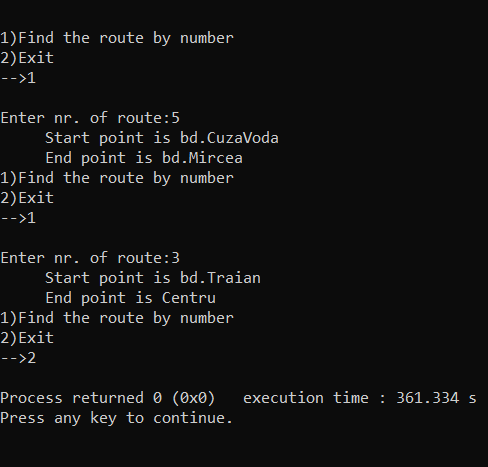 1)Find the route by number
2)Exit
-->1
Enter nr. of route:5
Start point is bd.CuzaVoda
End point is bd.Mircea
1)Find the route by number
2)Exit
-->1
Enter nr. of route:3
Start point is bd.Traian
End point is Centru
1)Find the route by number
2)Exit
-->2
Process returned 0 (0x0)   execution time : 361.334 s
Press any key to continue.